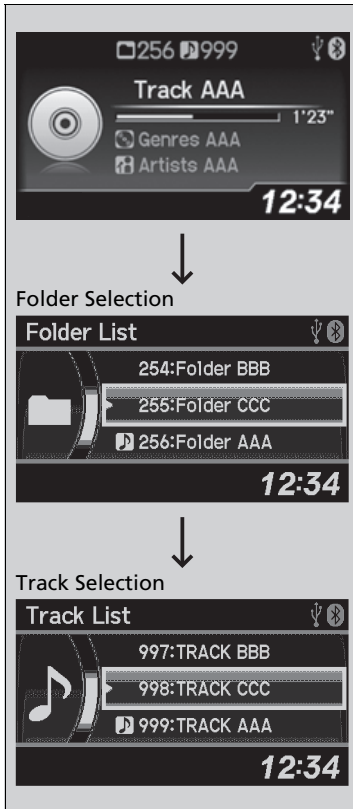 256 999
Track AAA
1'23"
Genres AAA
Artists AAA
12:34
Folder Selection
Folder List
254:Folder BBB
255:Folder CCC
256:Folder AAA
12:34
Track Selection
Track List
997:TRACK BBB
998:TRACK CCC
999:TRACK AAA
12:34